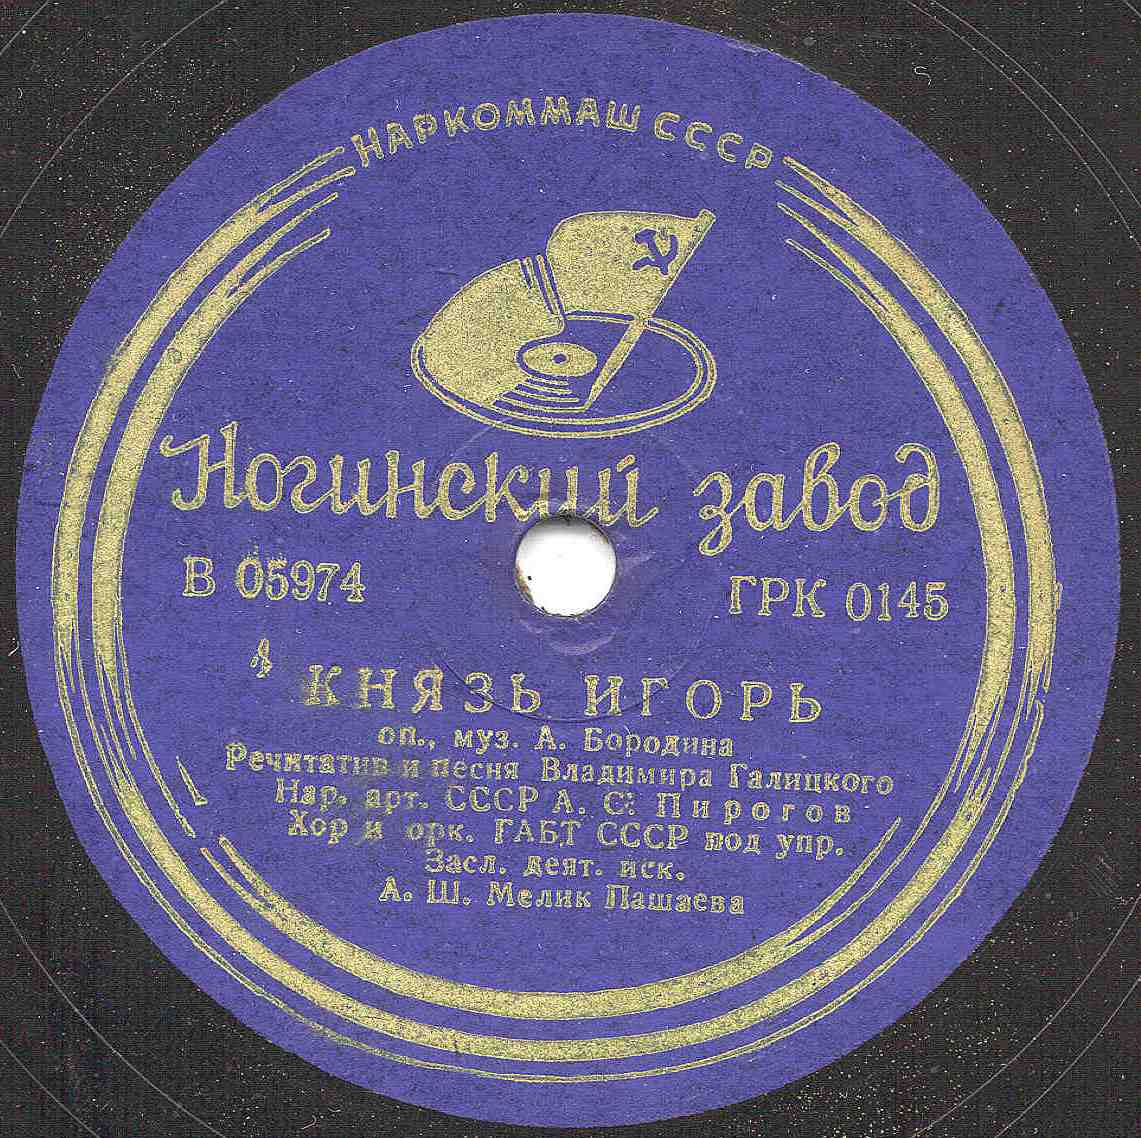 НАРКОММАШ СССР
Ногинский завод
В 05974
ГРК 0145
КНЯЗЬ ИГОРЬ
оп., муз. А. Бородина
Речитатив и песня Владимира Галицкого
Нар. арт. СССР А. С. Пирогов
Хор и орк. ГАБТ СССР под упр.
Засл. деят. иск.
А. Ш. Мелик Пашаева